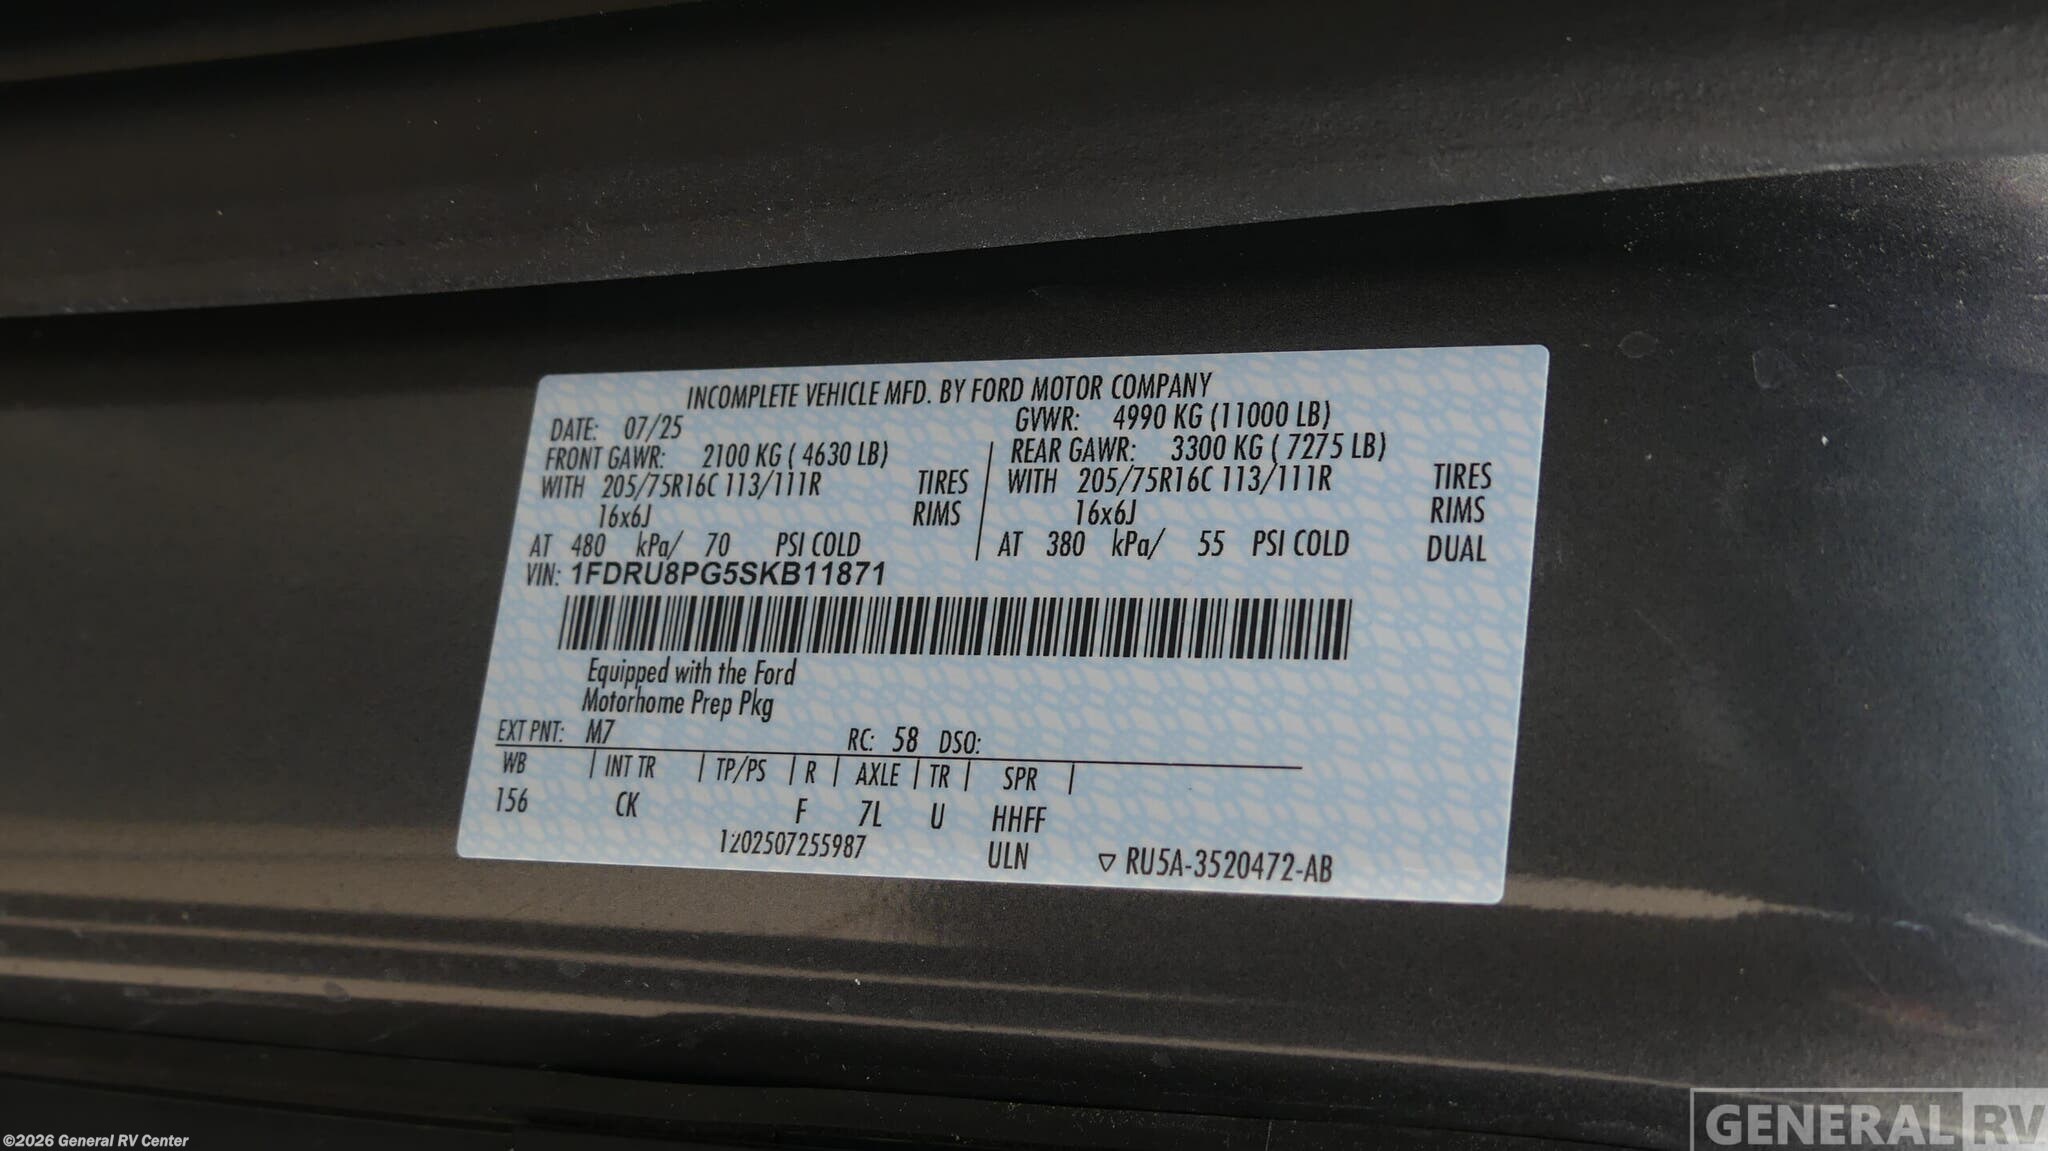 INCOMPLETE VEHICLE MFD. BY FORD MOTOR COMPANY
DATE: 07/25 GVWR: 4990 KG (11000 LB)
FRONT GAWR: 2100 KG ( 4630 LB) REAR GAWR: 3300 KG ( 7275 LB)
WITH 205/75R16C 113/111R TIRES WITH 205/75R16C 113/111R TIRES
16x6J RIMS 16x6J RIMS
AT 480 kPa/ 70 PSI COLD AT 380 kPa/ 55 PSI COLD DUAL
VIN: 1FDRU8PG5SKB11871
Equipped with the Ford
Motorhome Prep Pkg
EXT PNT: M7 RC: 58 DSO:
WB INT TR TP/PS R AXLE TR SPR
156 CK F 7L U HHFF
1202507255987 ULN RU5A-3520472-AB
©2026 General RV Center
GENERAL RV